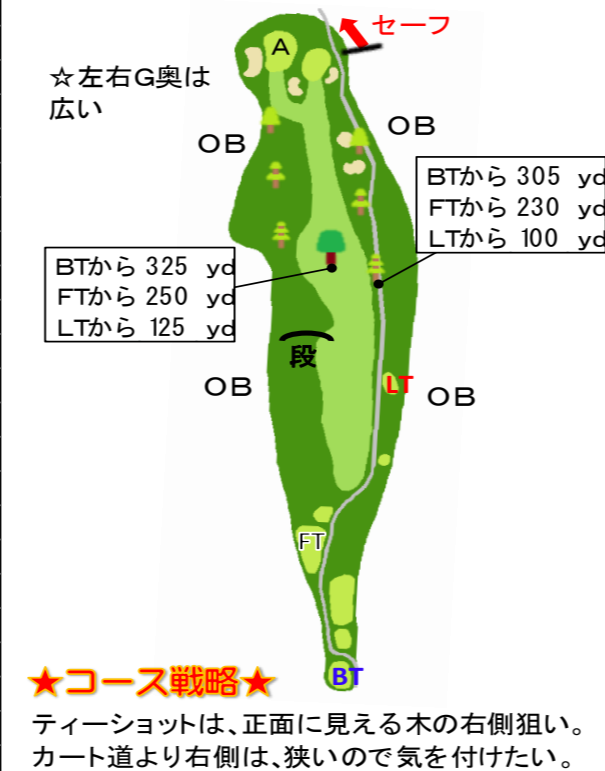 セーフ
A
☆左右G奥は
広い
OB
OB
BTから 305 yd
FTから 230 yd
LTから 100 yd
BTから 325 yd
FTから 250 yd
LTから 125 yd
段
OB
LT
OB
FT
BT
★コース戦略★
ティーショットは、正面に見える木の右側狙い。
カート道より右側は、狭いので気を付けたい。